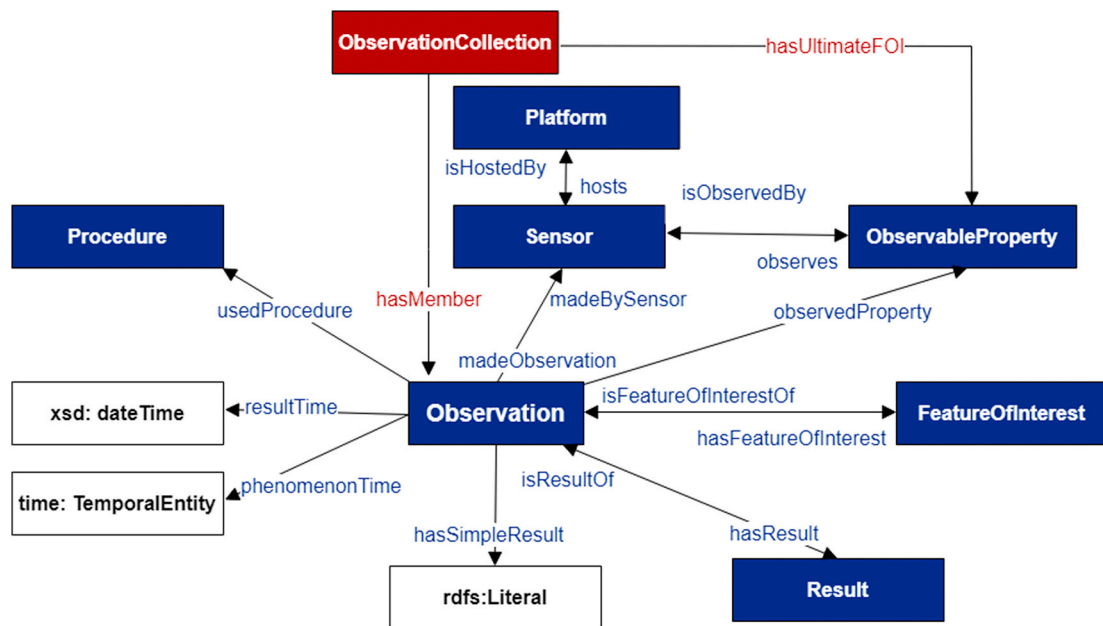 ObservationCollection
hasUltimateFOI
Platform
isHostedBy
hosts
isObservedBy
Procedure
Sensor
ObservableProperty
observes
usedProcedure
hasMember
madeBySensor
observedProperty
madeObservation
xsd: dateTime
resultTime
Observation
isFeatureOfInterestOf
FeatureOfInterest
hasFeatureOfInterest
time: TemporalEntity
phenomenonTime
isResultOf
hasSimpleResult
hasResult
rdfs:Literal
Result